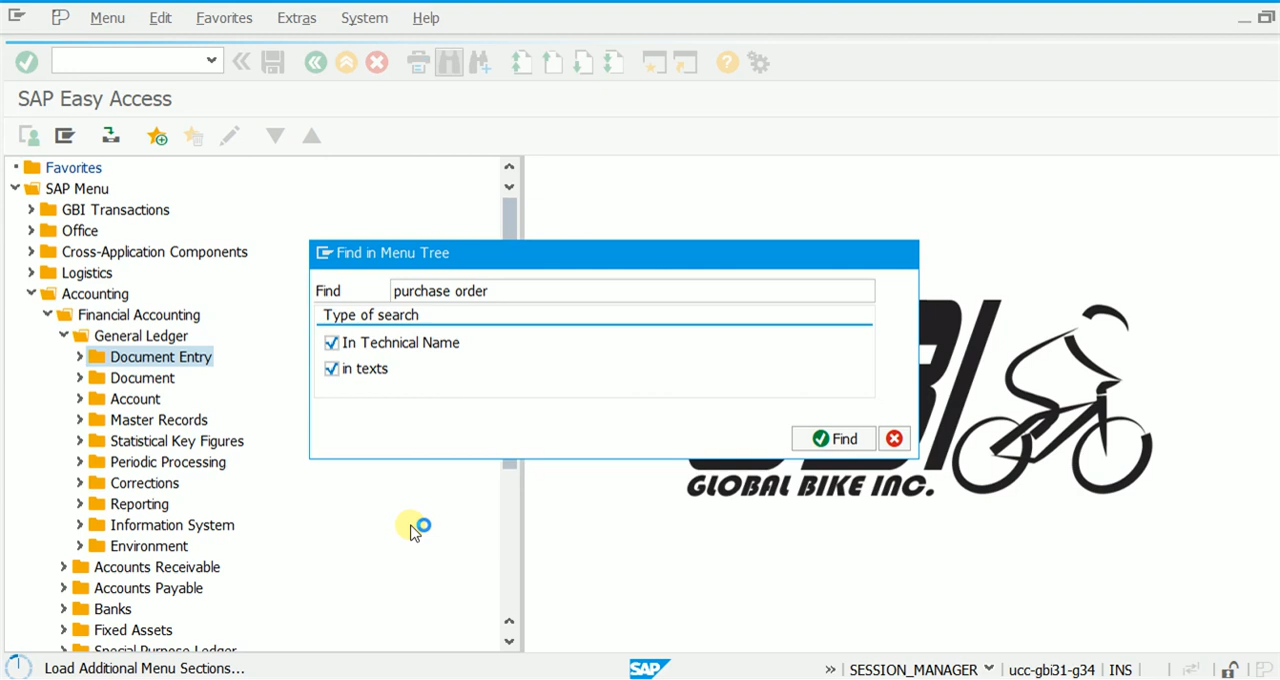 Menu Edit Favorites Extras System Help
SAP Easy Access
Favorites
SAP Menu
GBI Transactions
Office
Cross-Application Components
Logistics
Accounting
Financial Accounting
General Ledger
Document Entry
Document
Account
Master Records
Statistical Key Figures
Periodic Processing
Corrections
Reporting
Information System
Environment
Accounts Receivable
Accounts Payable
Banks
Fixed Assets
Special Purpose Ledger
Find in Menu Tree
Find purchase order
Type of search
In Technical Name
in texts
Find
GLOBAL BIKE INC.
Load Additional Menu Sections...
SAP
SESSION_MANAGER
ucc-gbi31-g34
INS